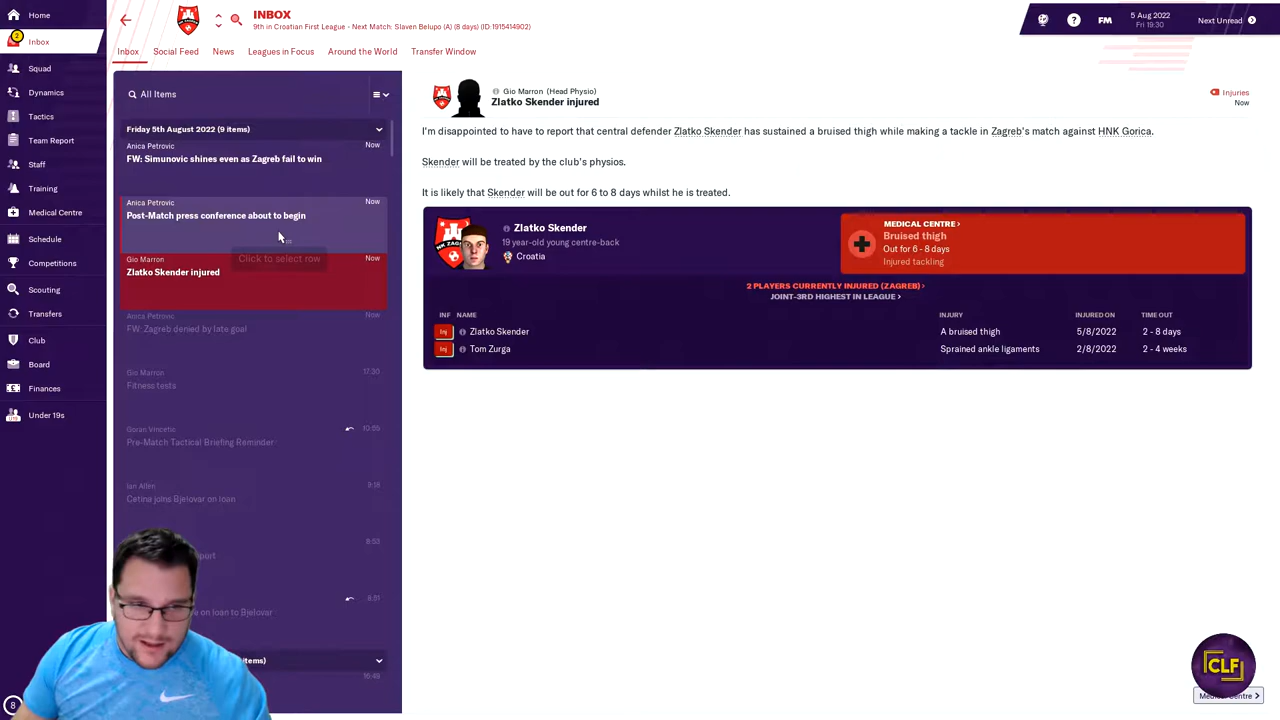 Home
INBOX
9th in Croatian First League - Next Match: Slaven Belupo (A) (8 days) (ID:1915414902)
FM
5 Aug 2022
Fri 19:30
Next Unread
2
Inbox
Inbox
Social Feed
News
Leagues in Focus
Around the World
Transfer Window
Squad
Dynamics
Tactics
Team Report
Staff
Training
Medical Centre
Schedule
Competitions
Scouting
Transfers
Club
Board
Finances
Under 19s
8
All Items
Friday 5th August 2022 (9 items)
Anica Petrovic
Now
FW: Simunovic shines even as Zagreb fail to win
Anica Petrovic
Now
Post-Match press conference about to begin
Click to select row
Gio Marron
Now
Zlatko Skender injured
Anica Petrovic
Now
FW: Zagreb denied by late goal
Gio Marron
17:30
Fitness tests
Goran Vincetic
10:55
Pre-Match Tactical Briefing Reminder
Ian Allen
9:18
Cetina joins Bjelovar on loan
8:53
port
8:51
on loan to Bjelovar
items)
16:49
Gio Marron (Head Physio)
Zlatko Skender injured
Injuries
Now
I'm disappointed to have to report that central defender Zlatko Skender has sustained a bruised thigh while making a tackle in Zagreb's match against HNK Gorica.
Skender will be treated by the club's physios.
It is likely that Skender will be out for 6 to 8 days whilst he is treated.
NK ZAG
Zlatko Skender
19 year-old young centre-back
Croatia
MEDICAL CENTRE >
Bruised thigh
Out for 6 - 8 days
Injured tackling
2 PLAYERS CURRENTLY INJURED (ZAGREB) >
JOINT-3RD HIGHEST IN LEAGUE >
INF NAME INJURY INJURED ON TIME OUT
Inj Zlatko Skender A bruised thigh 5/8/2022 2 - 8 days
Inj Tom Zurga Sprained ankle ligaments 2/8/2022 2 - 4 weeks
CLF